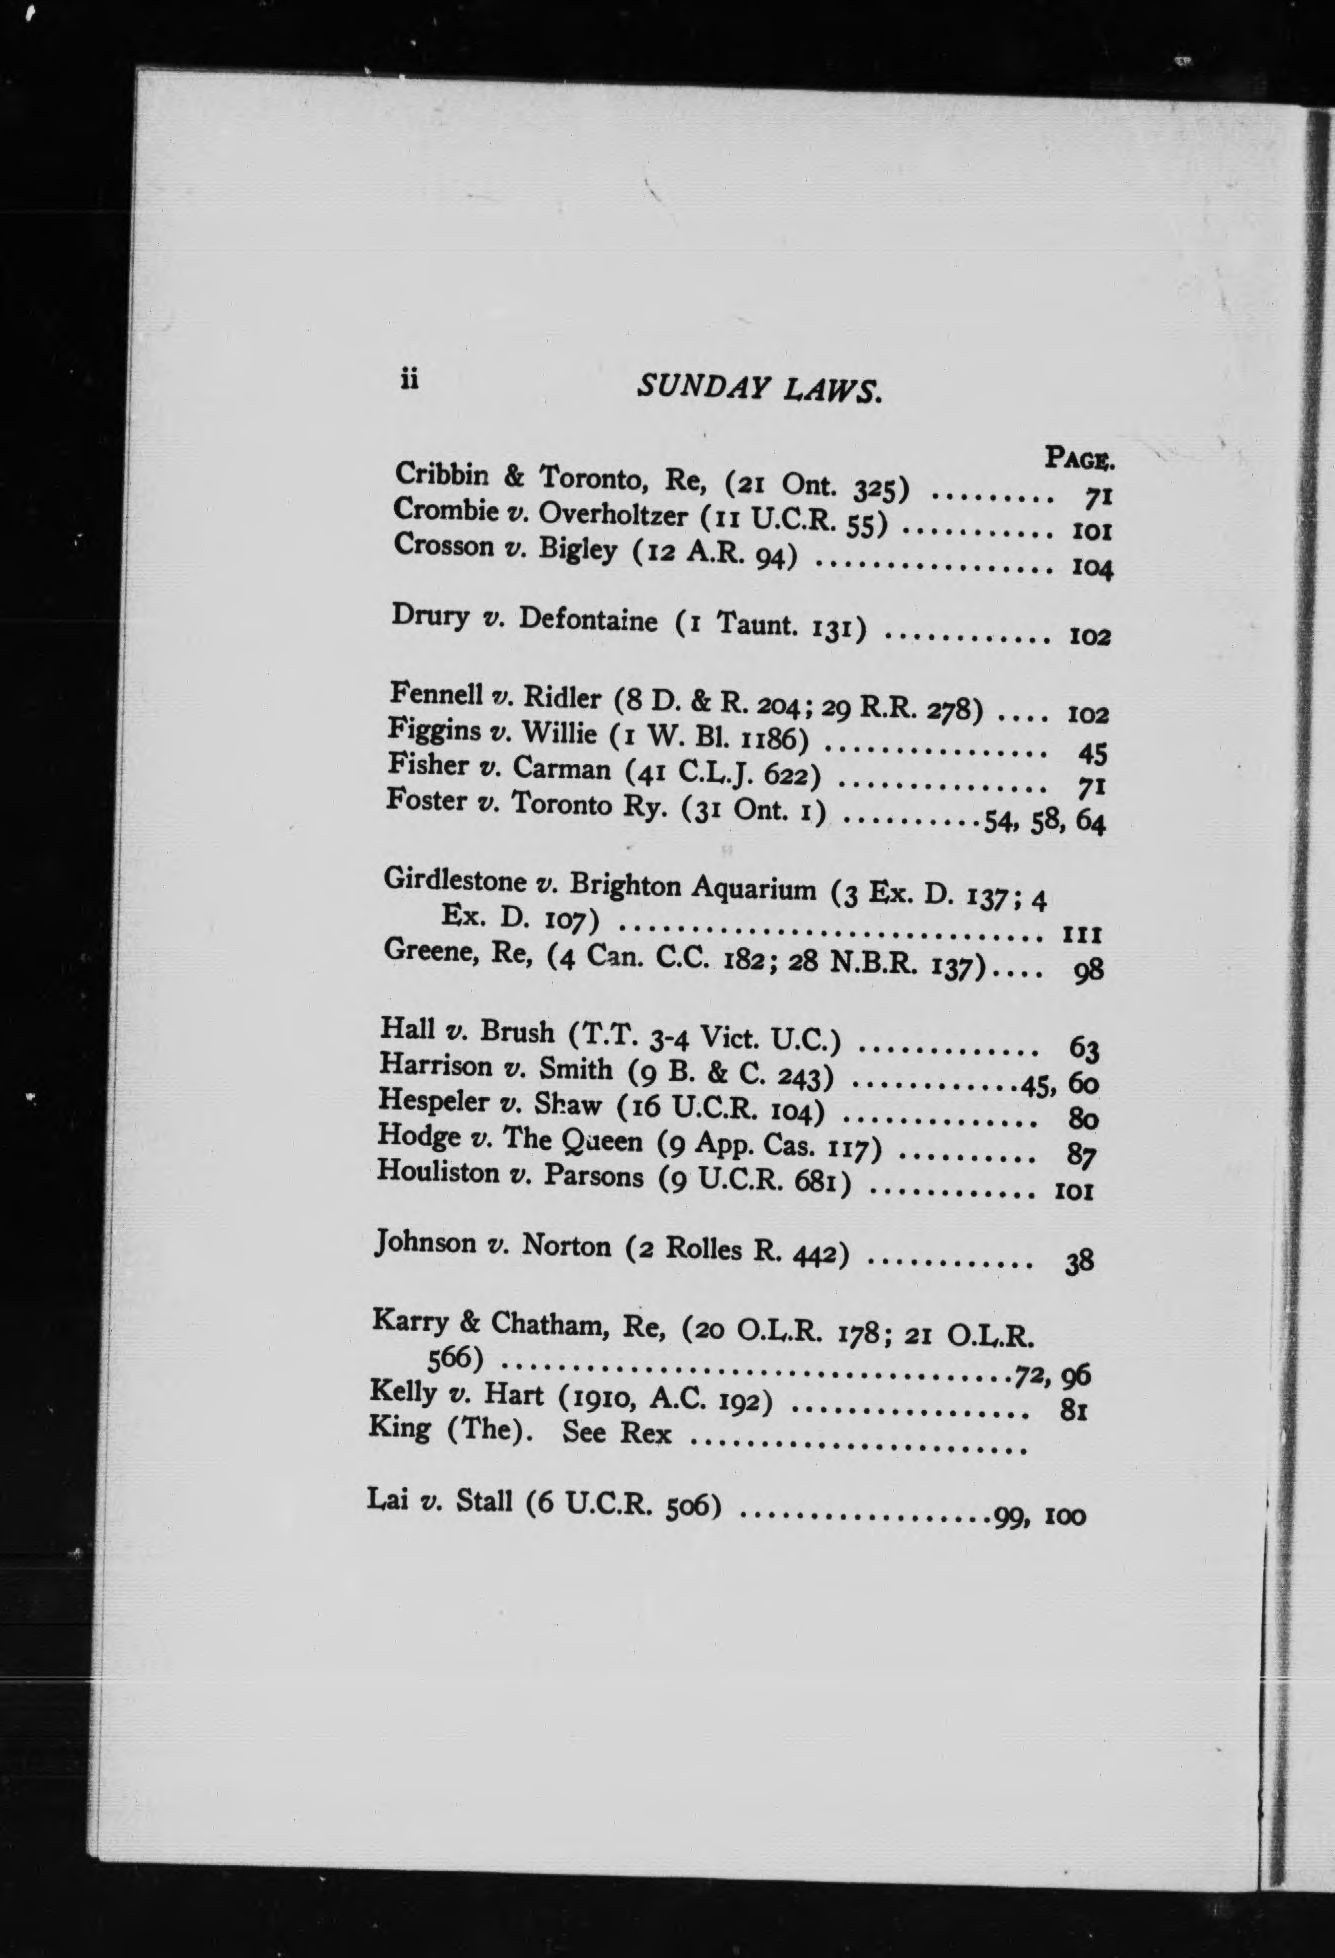 ii SUNDAY LAWS.
PAGE.
Cribbin & Toronto, Re, (21 Ont. 325) ......... 71
Crombie v. Overholtzer (11 U.C.R. 55) ........... 101
Crosson v. Bigley (12 A.R. 94) ................. 104
Drury v. Defontaine (1 Taunt. 131) ............ 102
Fennell v. Ridler (8 D. & R. 204; 29 R.R. 278) .... 102
Figgins v. Willie (1 W. Bl. 1186) ................ 45
Fisher v. Carman (41 C.L.J. 622) ............... 71
Foster v. Toronto Ry. (31 Ont. 1) ..........54, 58, 64
Girdlestone v. Brighton Aquarium (3 Ex. D. 137; 4
Ex. D. 107) .............................. 111
Greene, Re, (4 Can. C.C. 182; 28 N.B.R. 137).... 98
Hall v. Brush (T.T. 3-4 Vict. U.C.) ............. 63
Harrison v. Smith (9 B. & C. 243) ............45, 60
Hespeler v. Shaw (16 U.C.R. 104) .............. 80
Hodge v. The Queen (9 App. Cas. 117) .......... 87
Houliston v. Parsons (9 U.C.R. 681) ............ 101
Johnson v. Norton (2 Rolles R. 442) ............ 38
Karry & Chatham, Re, (20 O.L.R. 178; 21 O.L.R.
566) ....................................72, 96
Kelly v. Hart (1910, A.C. 192) ................. 81
King (The). See Rex ........................
Lai v. Stall (6 U.C.R. 506) ..................99, 100